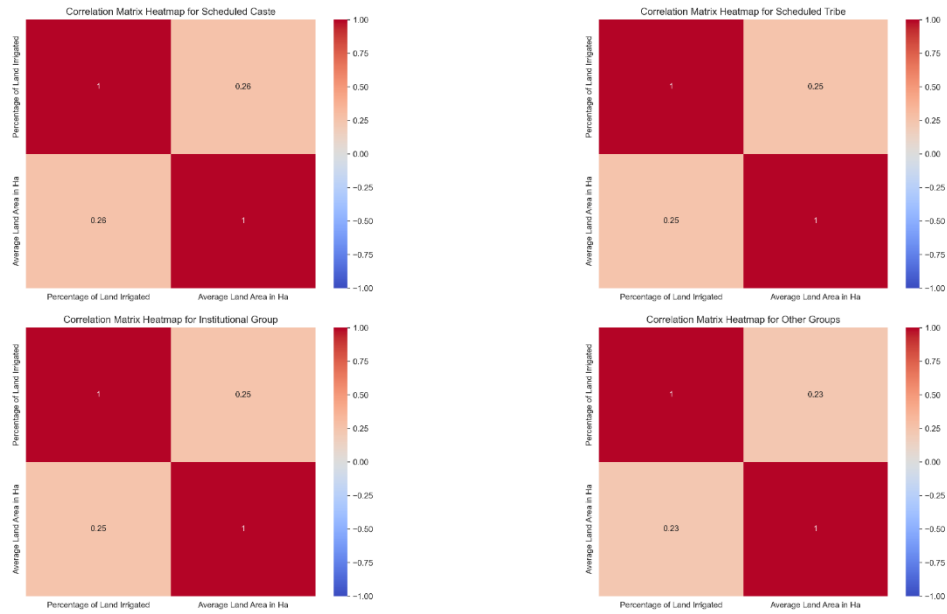 Correlation Matrix Heatmap for Scheduled Caste
Percentage of Land Irrigated
Average Land Area in Ha
1
0.26
0.26
1
Percentage of Land Irrigated
Average Land Area in Ha
1.00
0.75
0.50
0.25
0.00
−0.25
−0.50
−0.75
−1.00
Correlation Matrix Heatmap for Scheduled Tribe
Percentage of Land Irrigated
Average Land Area in Ha
1
0.25
0.25
1
Percentage of Land Irrigated
Average Land Area in Ha
1.00
0.75
0.50
0.25
0.00
−0.25
−0.50
−0.75
−1.00
Correlation Matrix Heatmap for Institutional Group
Percentage of Land Irrigated
Average Land Area in Ha
1
0.25
0.25
1
Percentage of Land Irrigated
Average Land Area in Ha
1.00
0.75
0.50
0.25
0.00
−0.25
−0.50
−0.75
−1.00
Correlation Matrix Heatmap for Other Groups
Percentage of Land Irrigated
Average Land Area in Ha
1
0.23
0.23
1
Percentage of Land Irrigated
Average Land Area in Ha
1.00
0.75
0.50
0.25
0.00
−0.25
−0.50
−0.75
−1.00